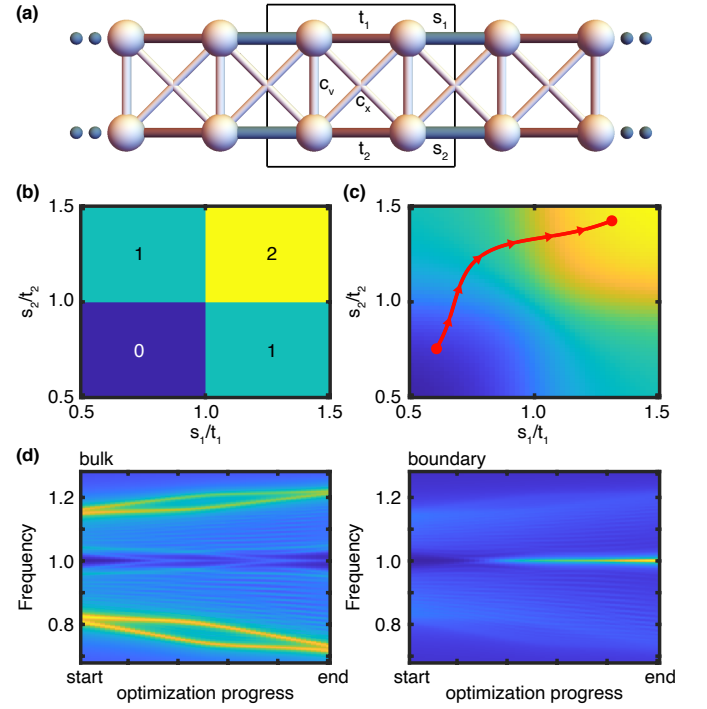 (a)
t1 s1
cv
cx
t2 s2
(b)
1.5
1.0
0.5
s2/t2
1 2
0 1
0.5 1.0 1.5
s1/t1
(c)
1.5
1.0
0.5
s2/t2
0.5 1.0 1.5
s1/t1
(d)
bulk
1.2
1.0
0.8
Frequency
start end
optimization progress
boundary
1.2
1.0
0.8
Frequency
start end
optimization progress